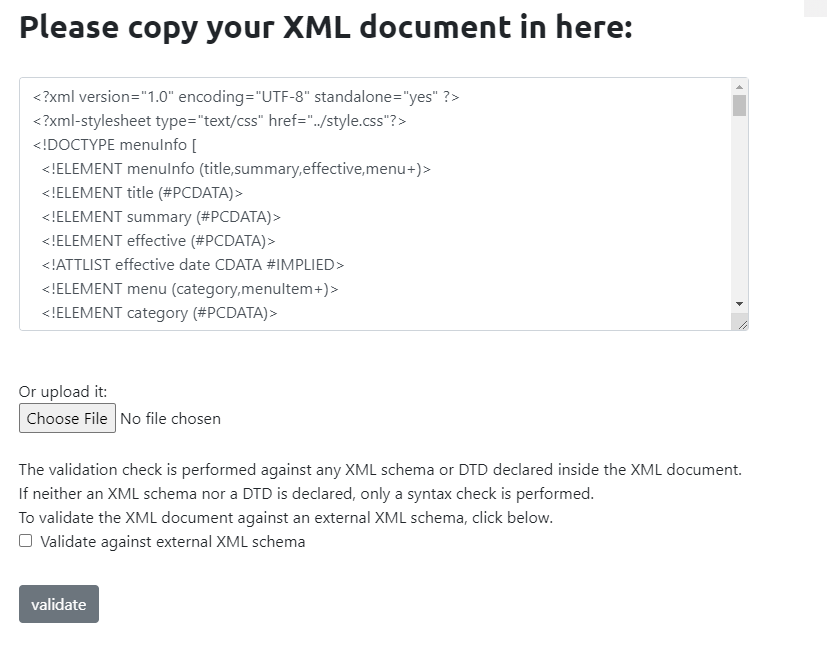 Please copy your XML document in here:
<?xml version="1.0" encoding="UTF-8" standalone="yes" ?>
<?xml-stylesheet type="text/css" href="../style.css"?>
<!DOCTYPE menuInfo [
<!ELEMENT menuInfo (title,summary,effective,menu+)>
<!ELEMENT title (#PCDATA)>
<!ELEMENT summary (#PCDATA)>
<!ELEMENT effective (#PCDATA)>
<!ATTLIST effective date CDATA #IMPLIED>
<!ELEMENT menu (category,menuItem+)>
<!ELEMENT category (#PCDATA)>
Or upload it:
Choose File No file chosen
The validation check is performed against any XML schema or DTD declared inside the XML document.
If neither an XML schema nor a DTD is declared, only a syntax check is performed.
To validate the XML document against an external XML schema, click below.
Validate against external XML schema
validate